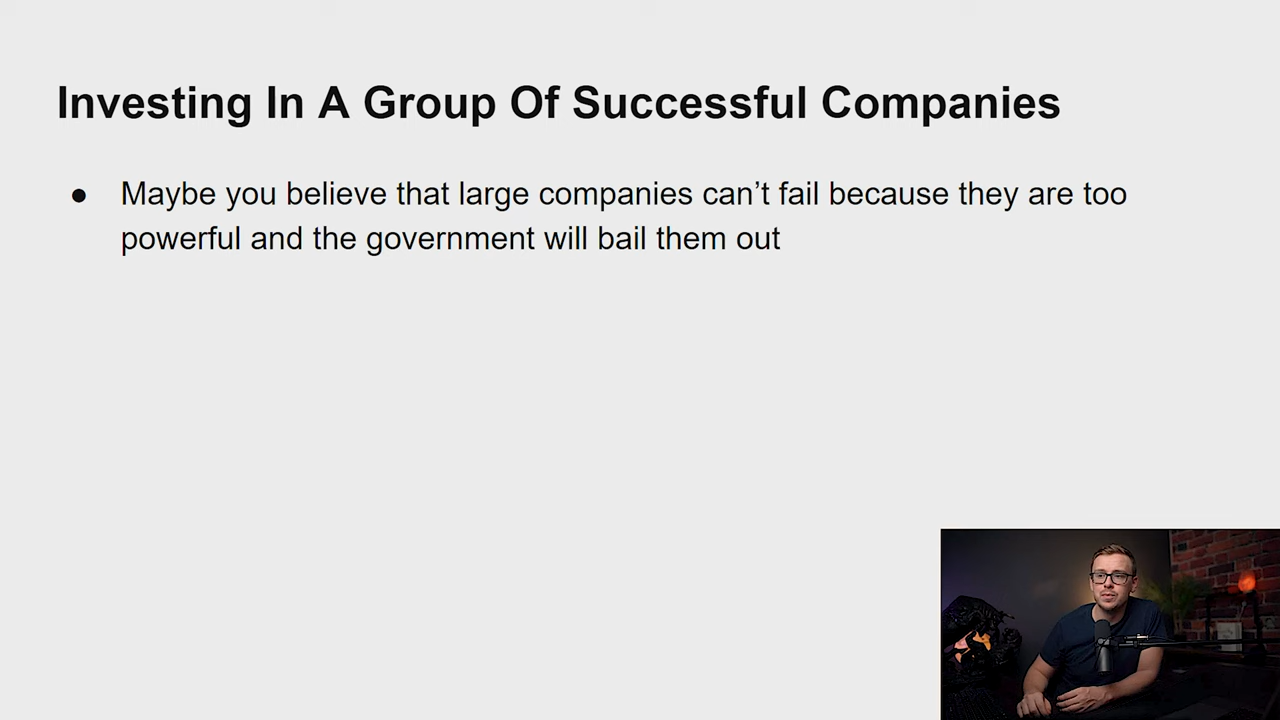 Investing In A Group Of Successful Companies
● Maybe you believe that large companies can’t fail because they are too
powerful and the government will bail them out